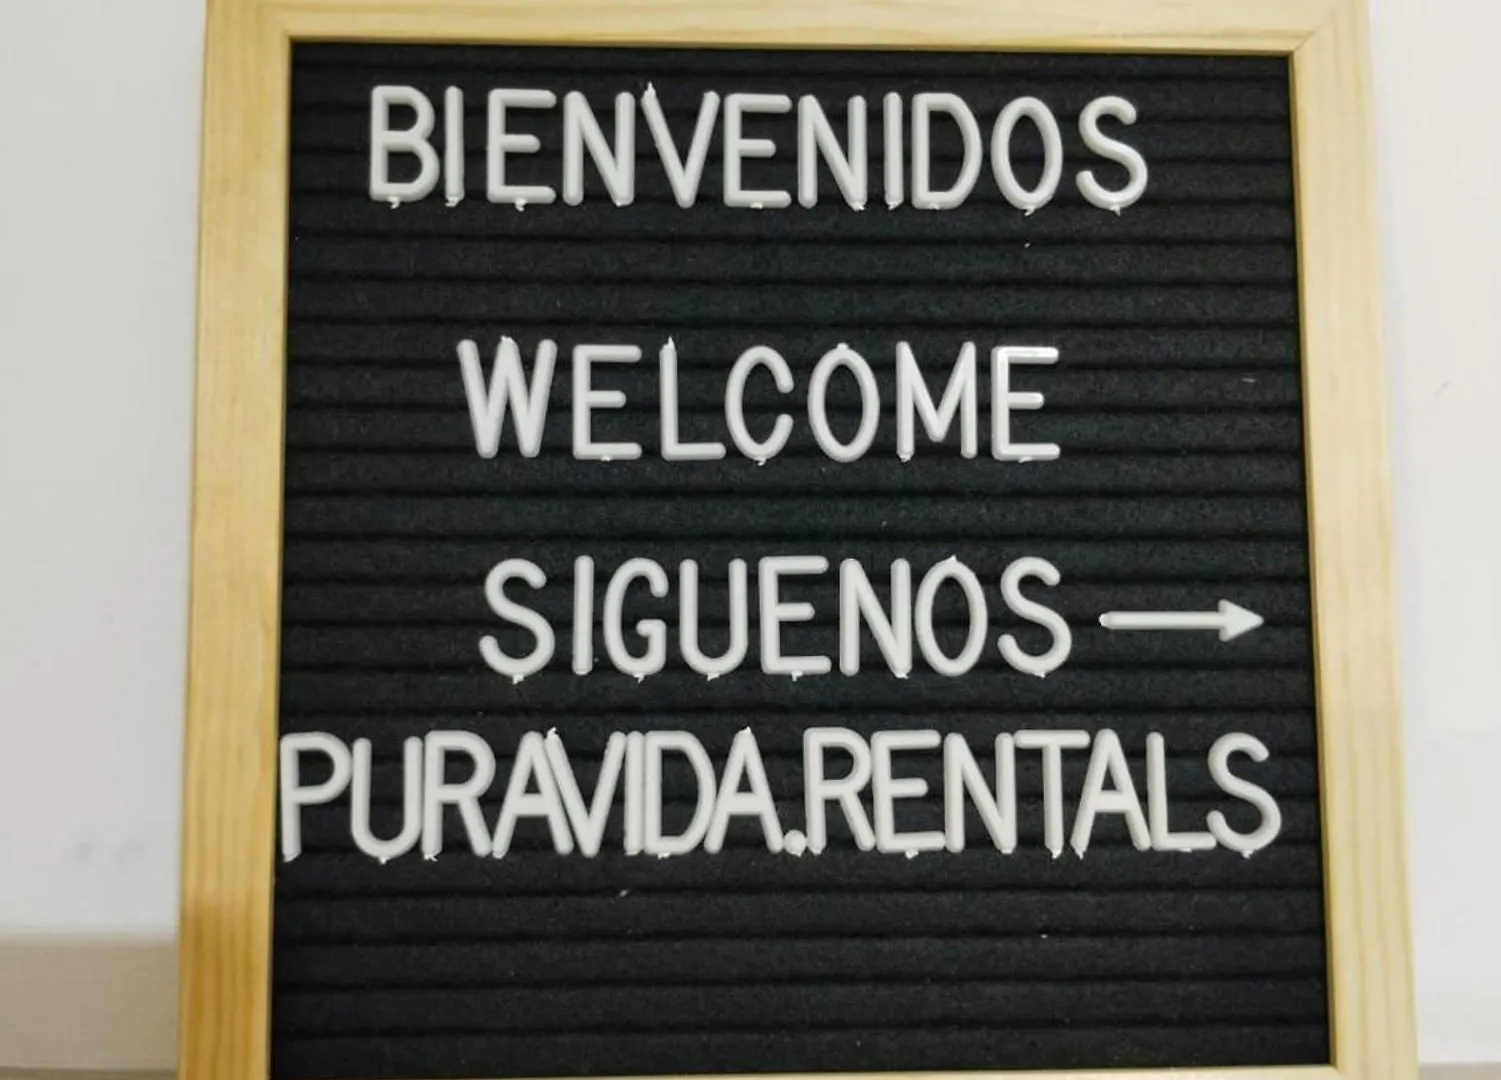 BIENVENIDOS
WELCOME
SIGUENOS →
PURAVIDA.RENTALS